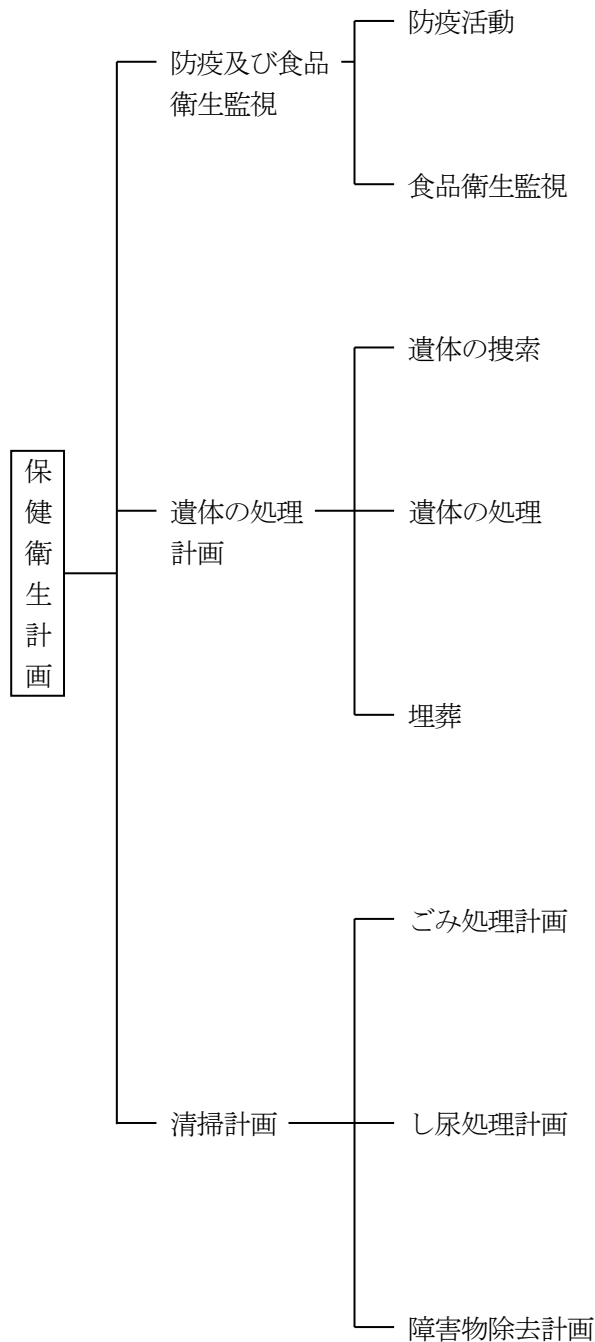 保健衛生計画
防疫及び食品
衛生監視
防疫活動
食品衛生監視
遺体の処理
計画
遺体の捜索
遺体の処理
埋葬
清掃計画
ごみ処理計画
し尿処理計画
障害物除去計画